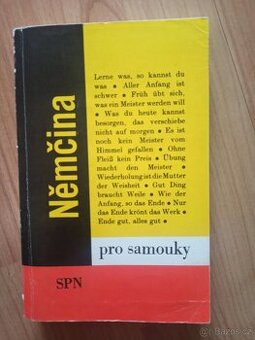 Němčina
Lerne was, so kannst du
was • Aller Anfang ist
schwer • Früh übt sich,
was ein Meister werden will
• Was du heute kannst
besorgen, das verschiebe
nicht auf morgen • Es ist
noch kein Meister vom
Himmel gefallen • Ohne
Fleiß kein Preis • Übung
macht den Meister •
Wiederholung ist die Mutter
der Weisheit • Gut Ding
braucht Weile • Wie der
Anfang, so das Ende • Nur
das Ende krönt das Werk •
Ende gut, alles gut •
pro samouky
SPN